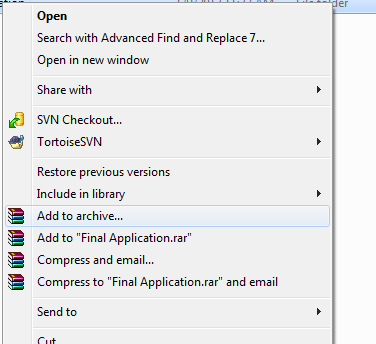 Open
Search with Advanced Find and Replace 7...
Open in new window
Share with
SVN Checkout...
TortoiseSVN
Restore previous versions
Include in library
Add to archive...
Add to "Final Application.rar"
Compress and email...
Compress to "Final Application.rar" and email
Send to
Cut